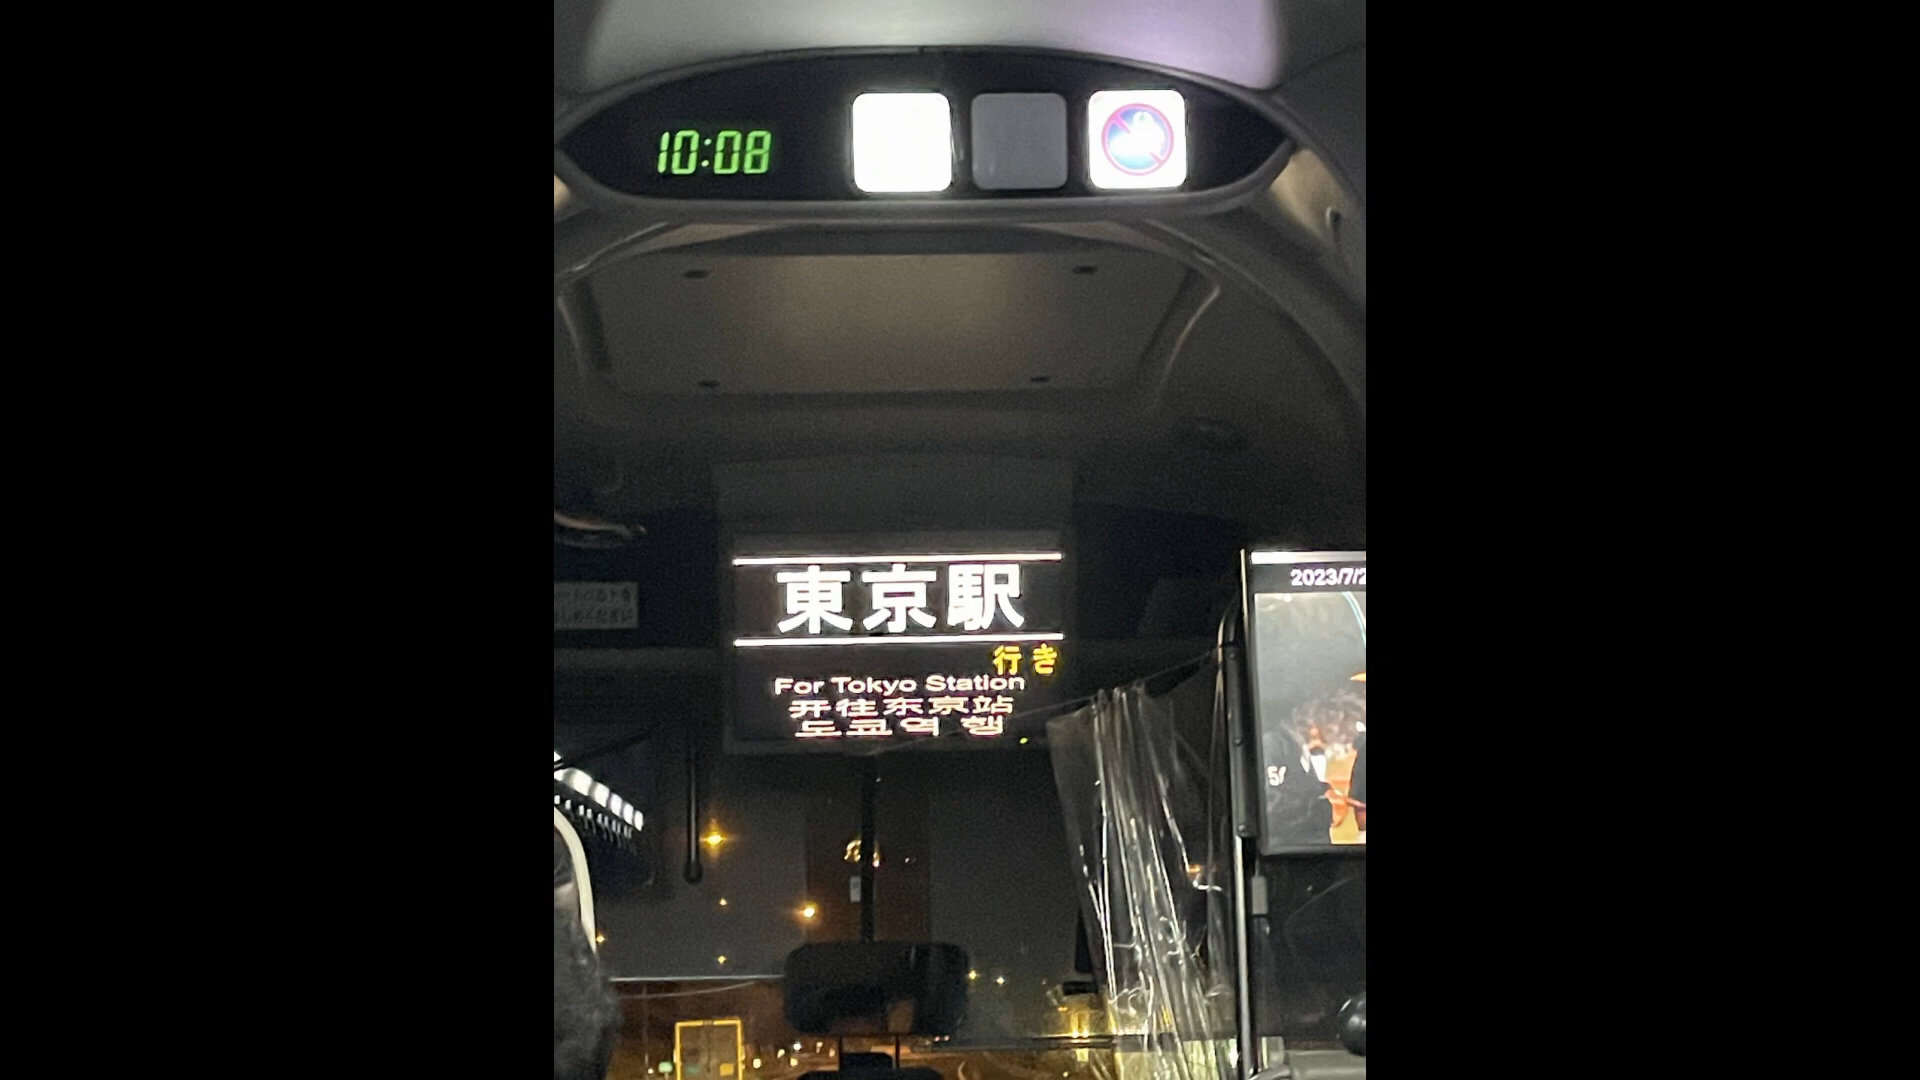 10:08
東京駅
行き
For Tokyo Station
开往东京站
도쿄역 행
2023/7/2